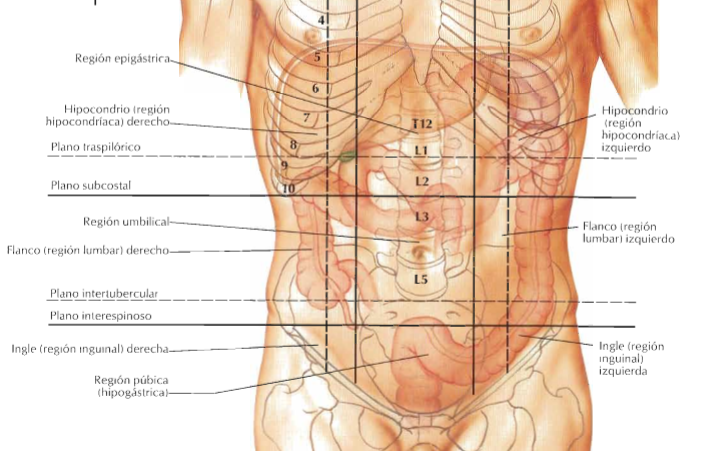 4
Región epigástrica
5
6
Hipocondrio (región
hipocondríaca) derecho
7
T12
Hipocondrio
(región
hipocondríaca)
izquierdo
8
Plano traspilórico
L1
9
Plano subcostal
10
L2
Región umbilical
L3
Flanco (región
lumbar) izquierdo
Flanco (región lumbar) derecho
L5
Plano intertubercular
Plano interespinoso
Ingle (región inguinal) derecha
Ingle (región
inguinal)
izquierda
Región púbica
(hipogástrica)